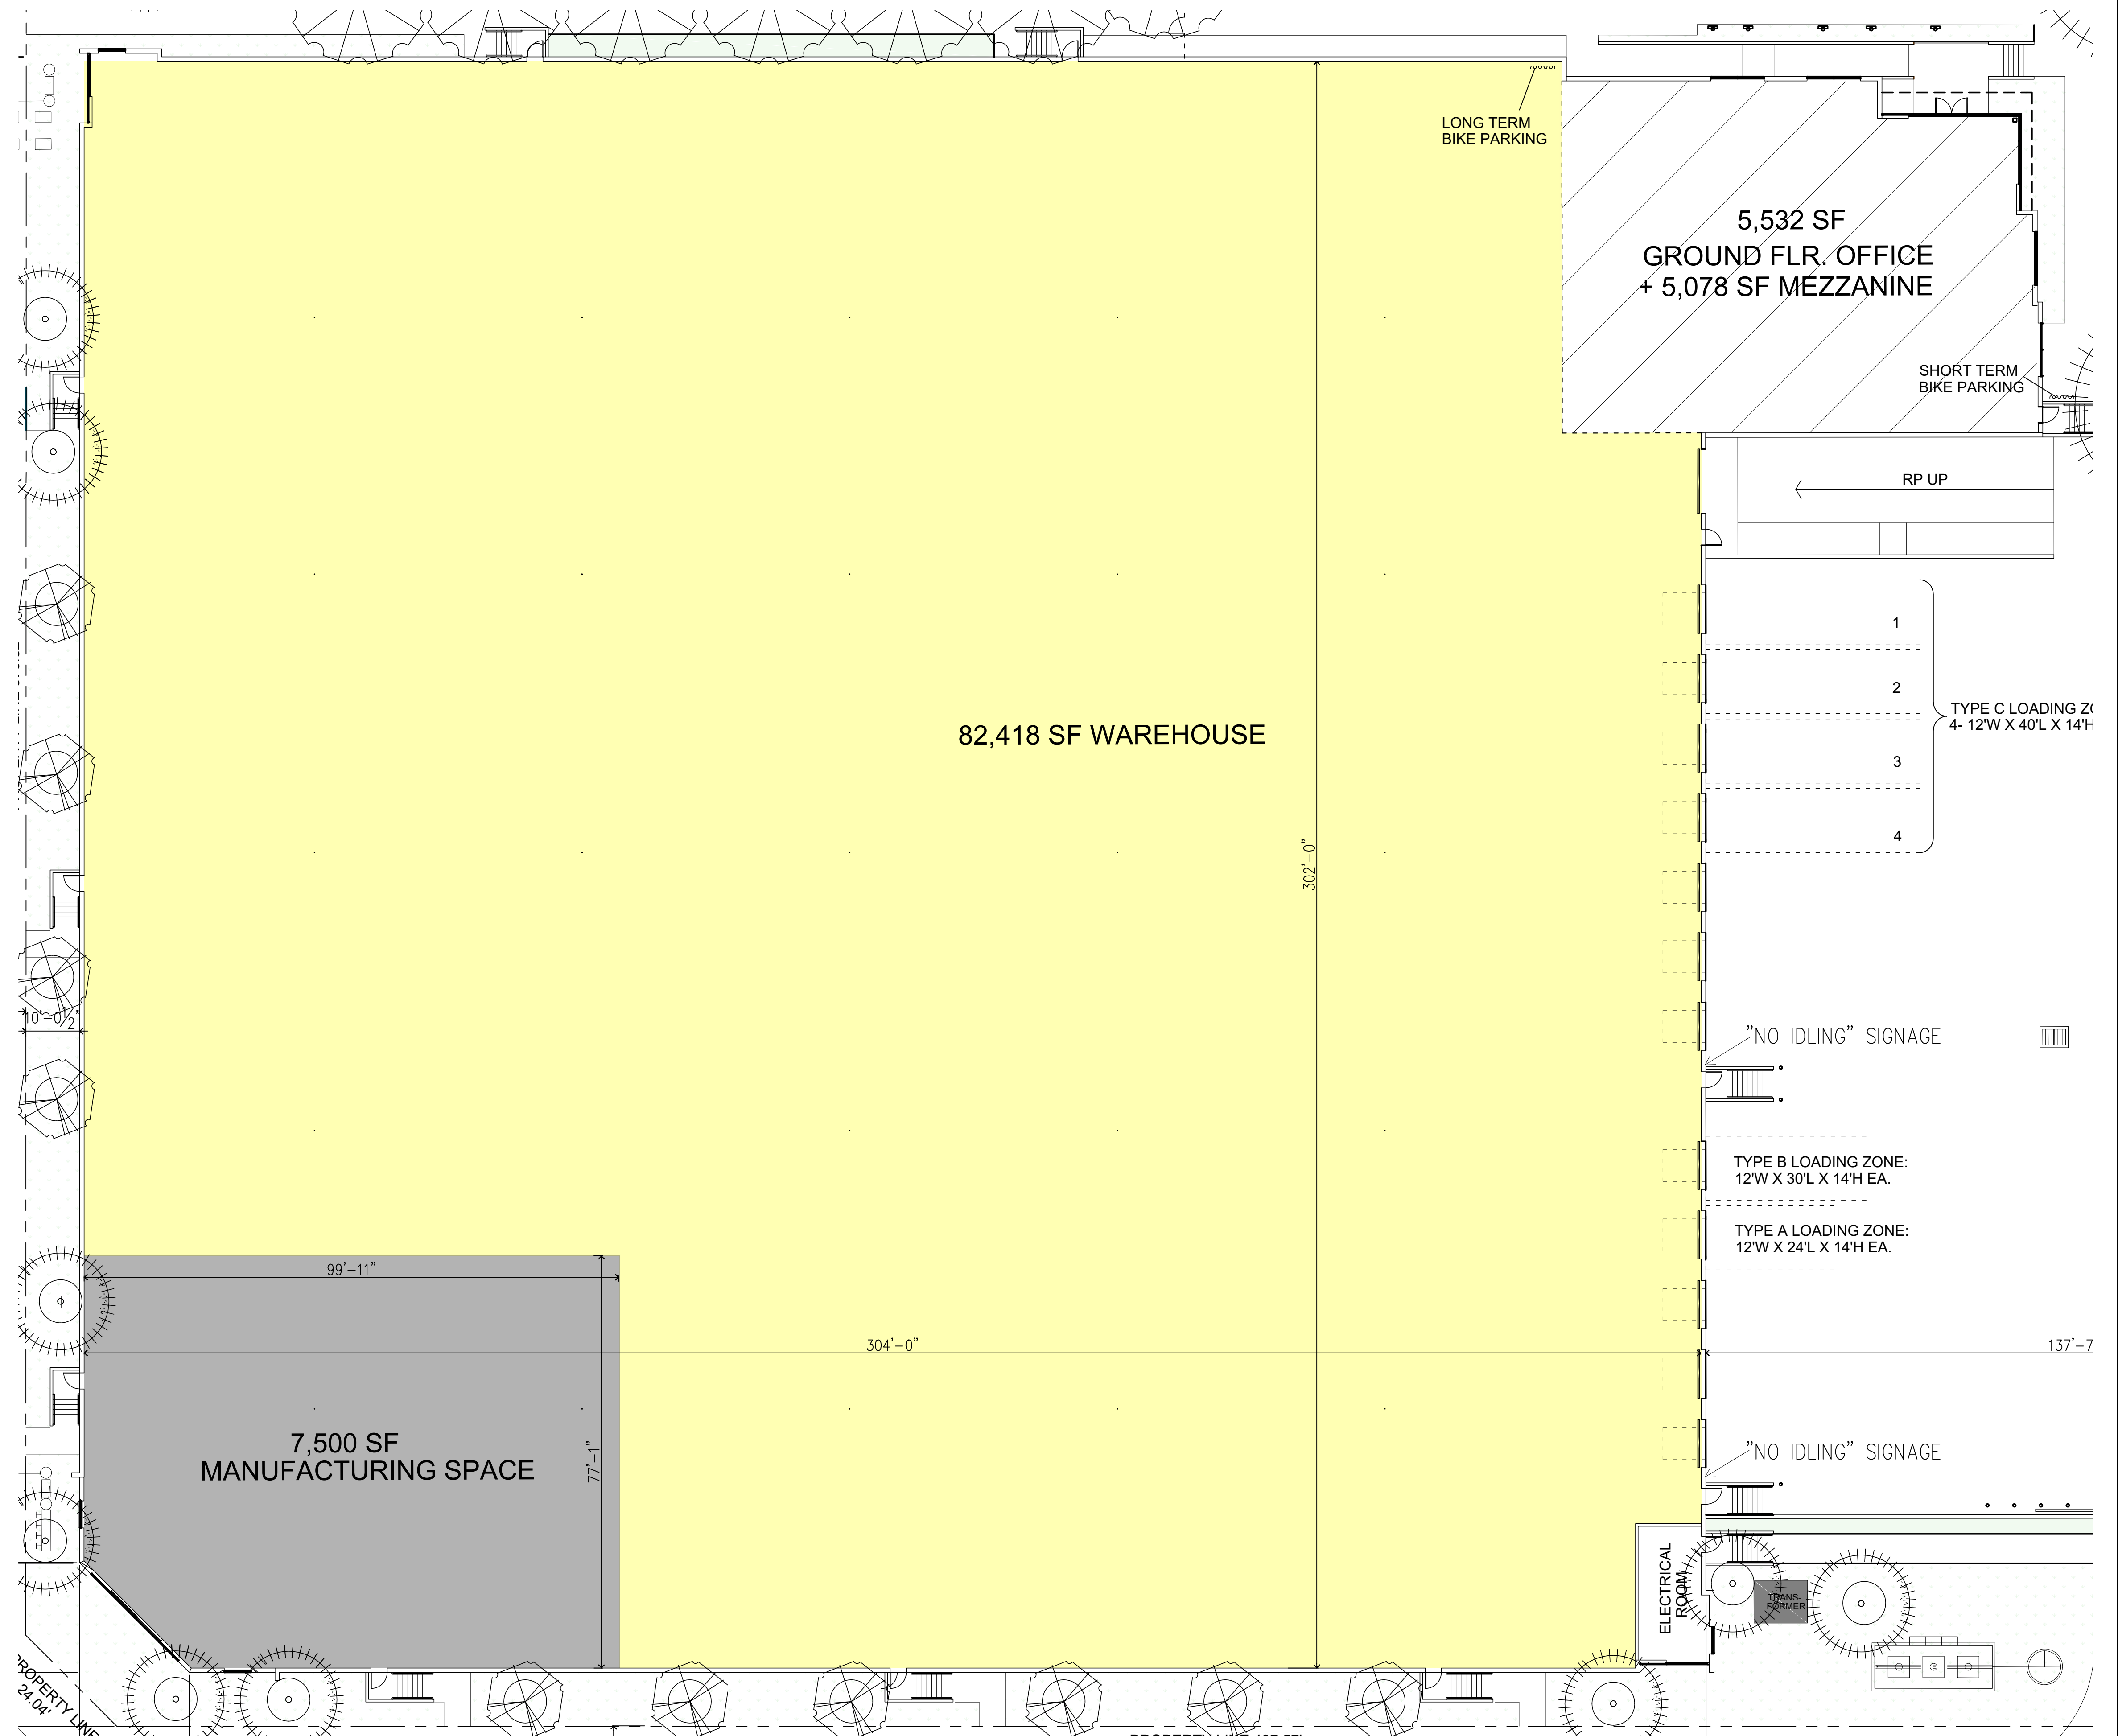 LONG TERM
BIKE PARKING
5,532 SF
GROUND FLR. OFFICE
+ 5,078 SF MEZZANINE
SHORT TERM
BIKE PARKING
RP UP
1
2
TYPE C LOADING
4- 12'W X 40'L X 14'H
82,418 SF WAREHOUSE
3
4
302'-0"
10'-0½"
"NO IDLING" SIGNAGE
TYPE B LOADING ZONE:
12'W X 30'L X 14'H EA.
TYPE A LOADING ZONE:
12'W X 24'L X 14'H EA.
99'-11"
304'-0"
137'-7
7,500 SF
MANUFACTURING SPACE
77'-1"
"NO IDLING" SIGNAGE
ELECTRICAL
ROOM
TRANS-
FORMER
PROPERTY LINE
24.04'